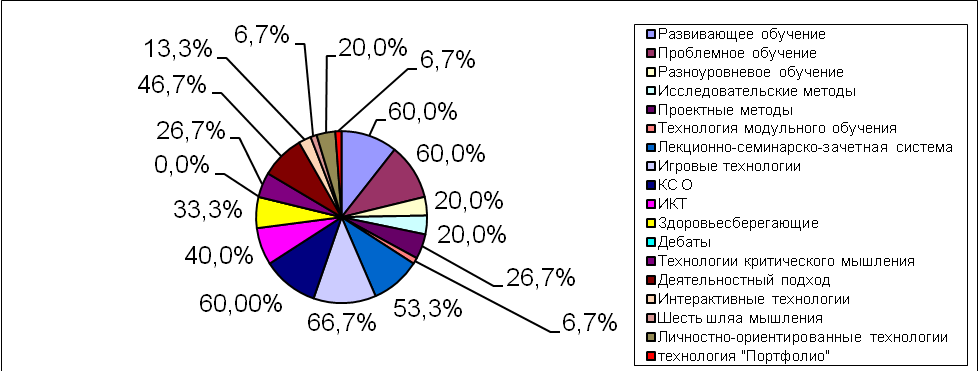 6,7%
20,0%
6,7%
13,3%
46,7%
60,0%
26,7%
60,0%
0,0%
20,0%
33,3%
20,0%
40,0%
26,7%
60,00%
66,7%
53,3%
6,7%
Развивающее обучение
Проблемное обучение
Разноуровневое обучение
Исследовательские методы
Проектные методы
Технология модульного обучения
Лекционно-семинарско-зачетная система
Игровые технологии
КСО
ИКТ
Здоровьесберегающие
Дебаты
Технологии критического мышления
Деятельностный подход
Интерактивные технологии
Шесть шляа мышления
Личностно-ориентированные технологии
технология "Портфолио"